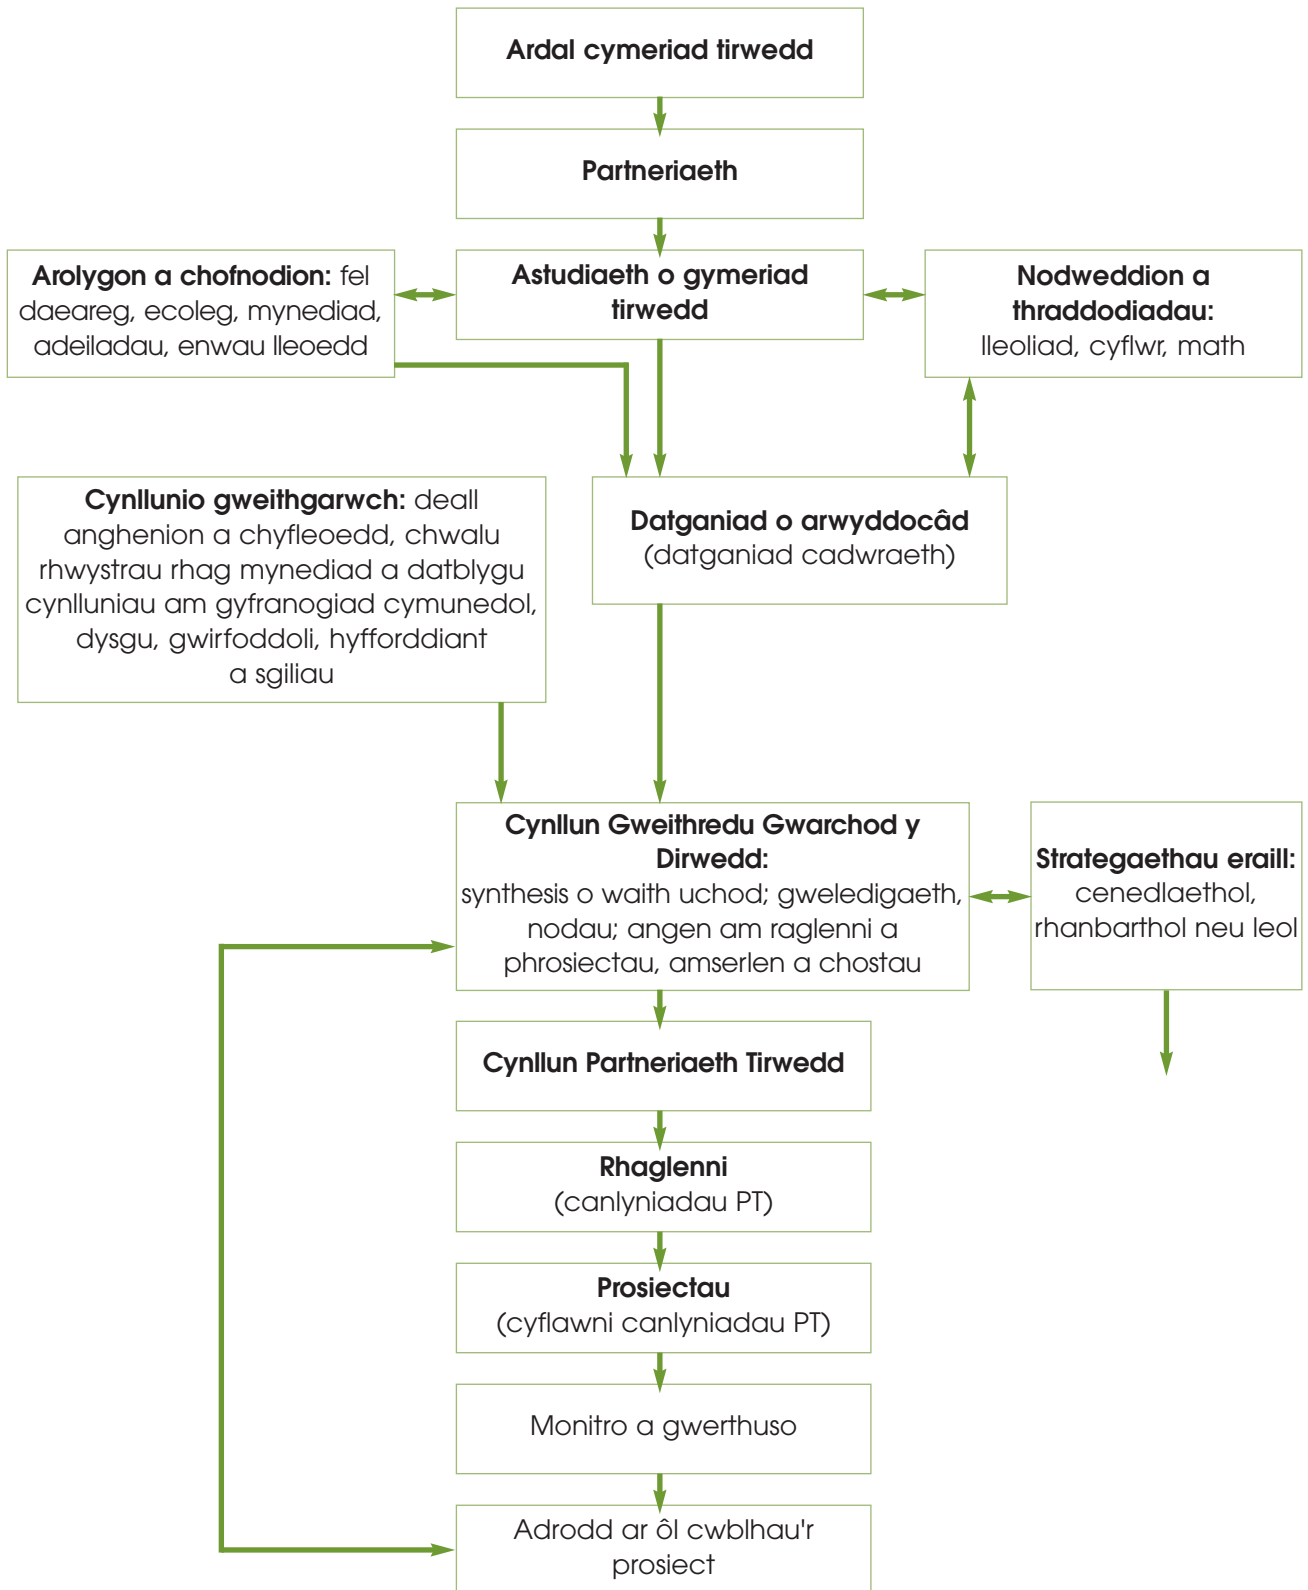 Ardal cymeriad tirwedd
Partneriaeth
Arolygon a chofnodion: fel
daeareg, ecoleg, mynediad,
adeiladau, enwau lleoedd
Astudiaeth o gymeriad
tirwedd
Nodweddion a
thraddodiadau:
lleoliad, cyflwr, math
Cynllunio gweithgarwch: deall
anghenion a chyfleoedd, chwalu
rhwystrau rhag mynediad a datblygu
cynlluniau am gyfranogiad cymunedol,
dysgu, gwirfoddoli, hyfforddiant
a sgiliau
Datganiad o arwyddocâd
(datganiad cadwraeth)
Cynllun Gweithredu Gwarchod y
Dirwedd:
synthesis o waith uchod; gweledigaeth,
nodau; angen am raglenni a
phrosiectau, amserlen a chostau
Strategaethau eraill:
cenedlaethol,
rhanbarthol neu leol
Cynllun Partneriaeth Tirwedd
Rhaglenni
(canlyniadau PT)
Prosiectau
(cyflawni canlyniadau PT)
Monitro a gwerthuso
Adrodd ar ôl cwblhau'r
prosiect